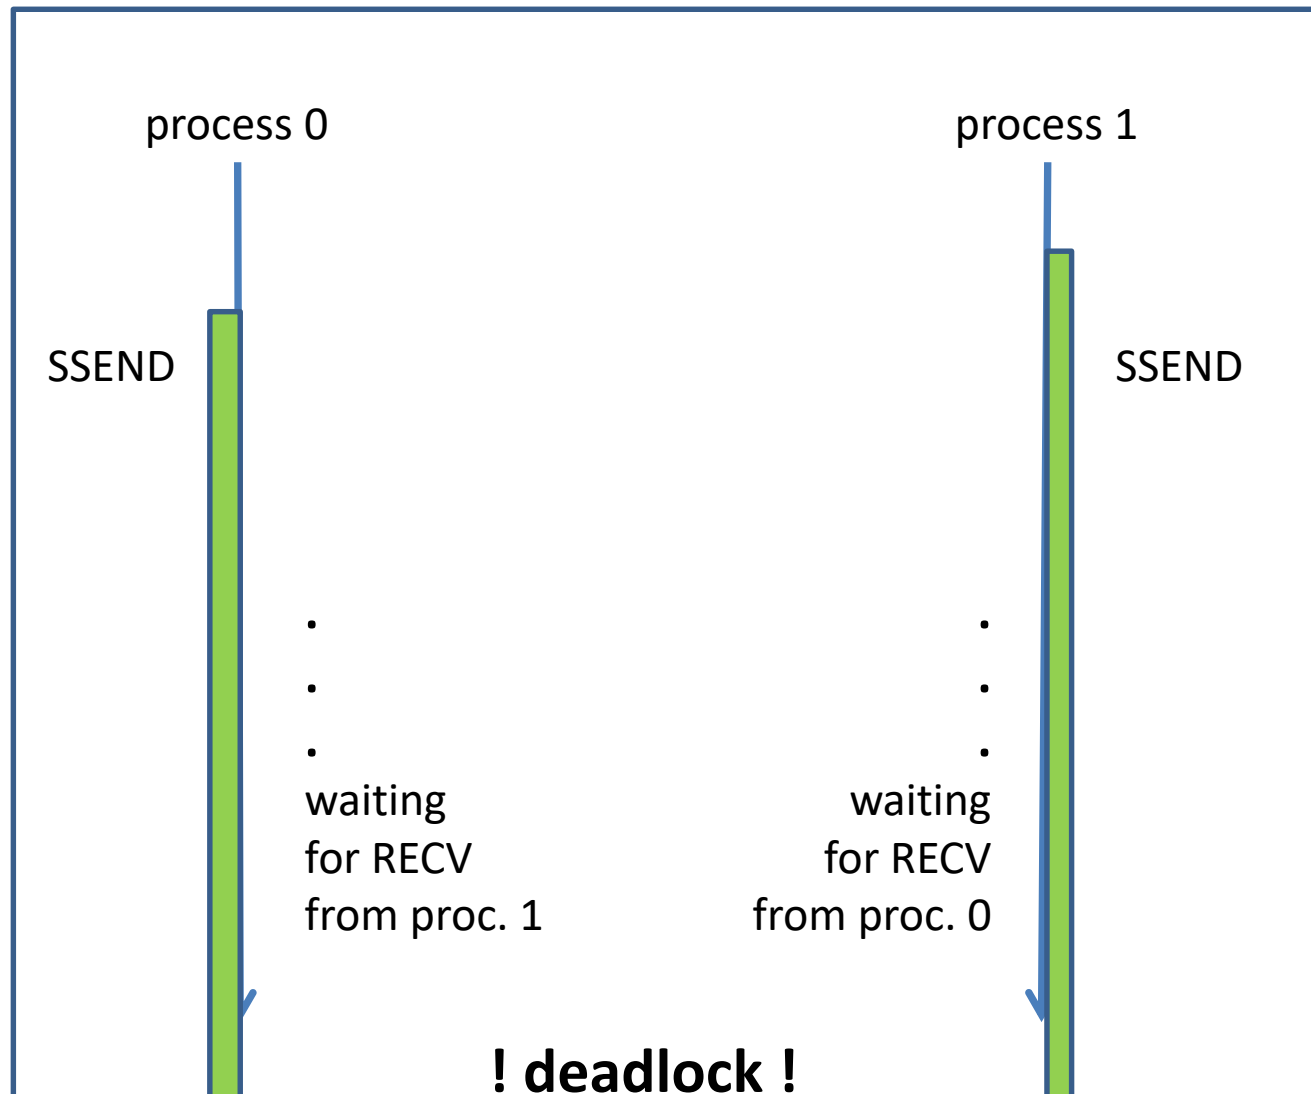 process 0
process 1
SSEND
SSEND
.
.
.
waiting
for RECV
from proc. 1
.
.
.
waiting
for RECV
from proc. 0
! deadlock !